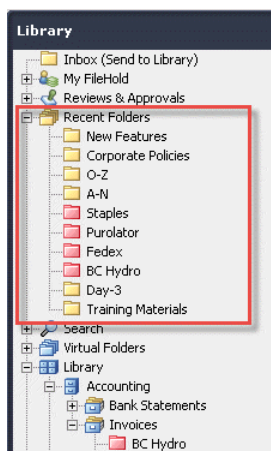 Library
Inbox (Send to Library)
My FileHold
Reviews & Approvals
Recent Folders
New Features
Corporate Policies
O-Z
A-N
Staples
Purolator
Fedex
BC Hydro
Day-3
Training Materials
Search
Virtual Folders
Library
Accounting
Bank Statements
Invoices
BC Hydro